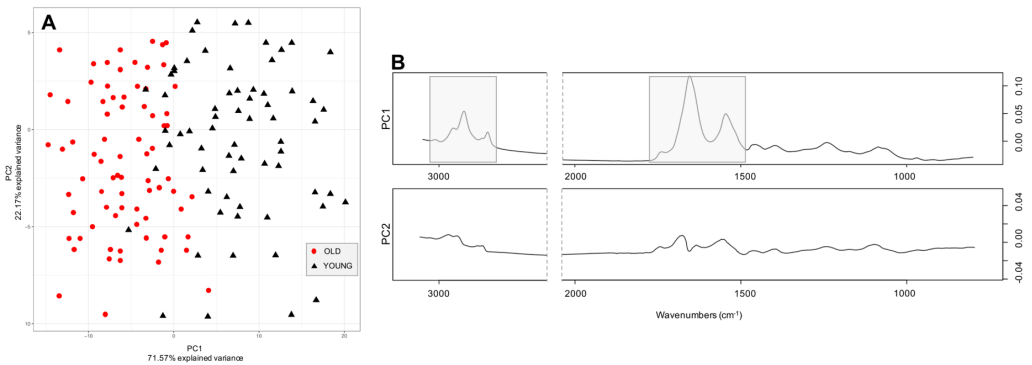 A
5
0
-5
10
-10
0
10
20
PC2
22.17% explained variance
PC1
71.57% explained variance
OLD
YOUNG
B
PC1
0.00
0.05
0.10
3000
2000
1500
1000
PC2
-0.04
0.00
0.04
3000
2000
1500
1000
Wavenumbers (cm-1)